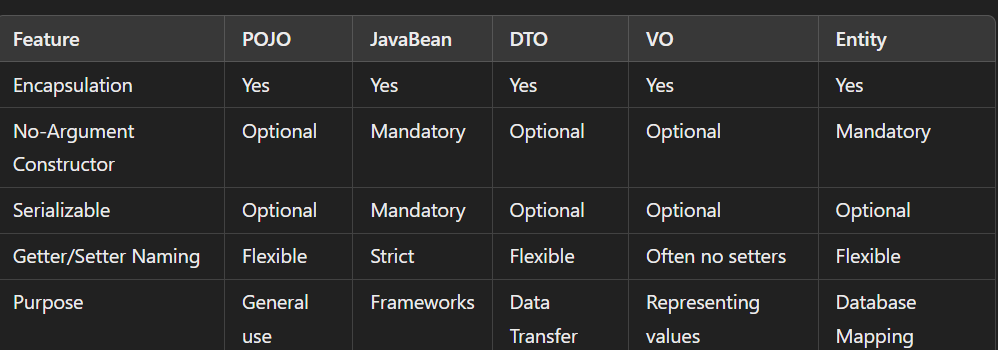 Feature POJO JavaBean DTO VO Entity
Encapsulation Yes Yes Yes Yes Yes
No-Argument Constructor Optional Mandatory Optional Optional Mandatory
Serializable Optional Mandatory Optional Optional Optional
Getter/Setter Naming Flexible Strict Flexible Often no setters Flexible
Purpose General use Frameworks Data Transfer Representing values Database Mapping